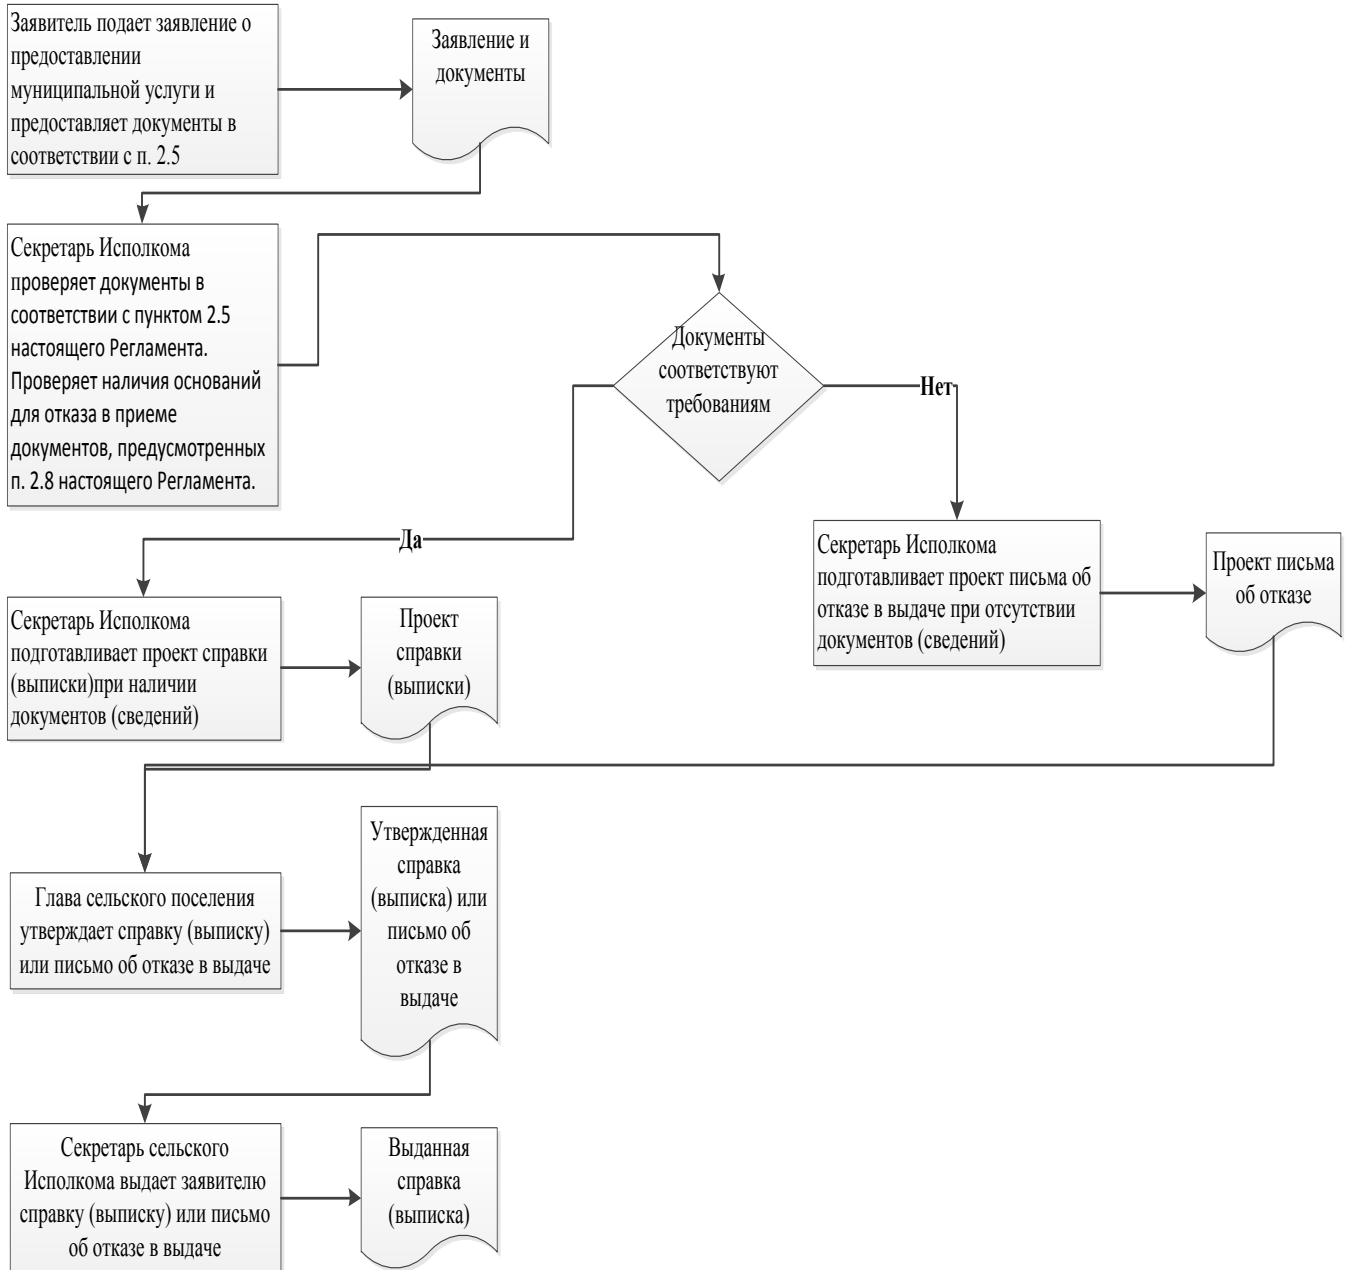 Заявитель подает заявление о
предоставлении
муниципальной услуги и
предоставляет документы в
соответствии с п. 2.5
Заявление и
документы
Секретарь Исполкома
проверяет документы в
соответствии с пунктом 2.5
настоящего Регламента.
Проверяет наличия оснований
для отказа в приеме
документов, предусмотренных
п. 2.8 настоящего Регламента.
Документы
соответствуют
требованиям
Нет
Да
Секретарь Исполкома
подготавливает проект письма об
отказе в выдаче при отсутствии
документов (сведений)
Проект письма
об отказе
Секретарь Исполкома
подготавливает проект справки
(выписки)при наличии
документов (сведений)
Проект
справки
(выписки)
Глава сельского поселения
утверждает справку (выписку)
или письмо об отказе в выдаче
Утвержденная
справка
(выписка) или
письмо об
отказе в
выдаче
Секретарь сельского
Исполкома выдает заявителю
справку (выписку) или письмо
об отказе в выдаче
Выданная
справка
(выписка)